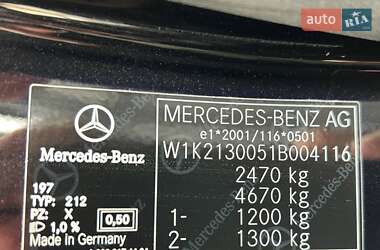 auto RIA
MERCEDES-BENZ AG
e1*2001/116*0501
W1K2130051B004116
2470 kg
4670 kg
1- 1200 kg
2- 1300 kg
Mercedes-Benz
197
TYP: 212
PZ: X 0,50
1,0 %
Made in Germany